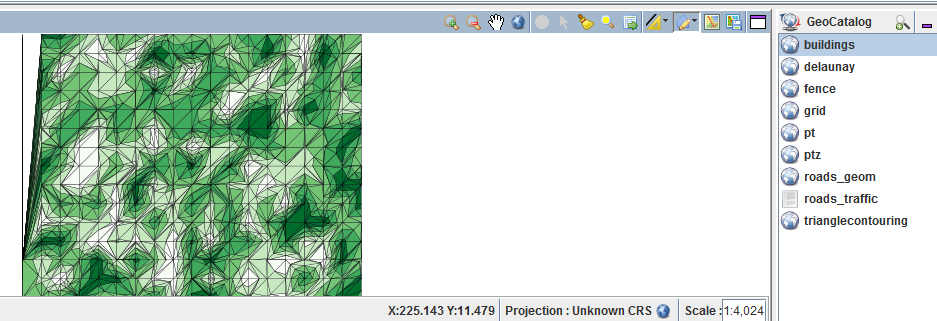 GeoCatalog
buildings
delaunay
fence
grid
pt
ptz
roads_geom
roads_traffic
trianglecontouring
X:225.143 Y:11.479 Projection : Unknown CRS Scale : 1:4,024